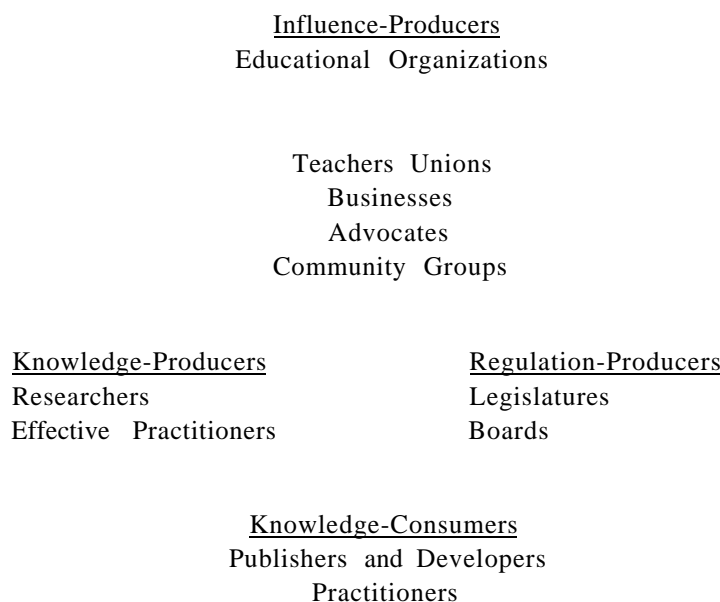 Influence-Producers
Educational Organizations
Teachers Unions
Businesses
Advocates
Community Groups
Knowledge-Producers
Researchers
Effective Practitioners
Regulation-Producers
Legislatures
Boards
Knowledge-Consumers
Publishers and Developers
Practitioners